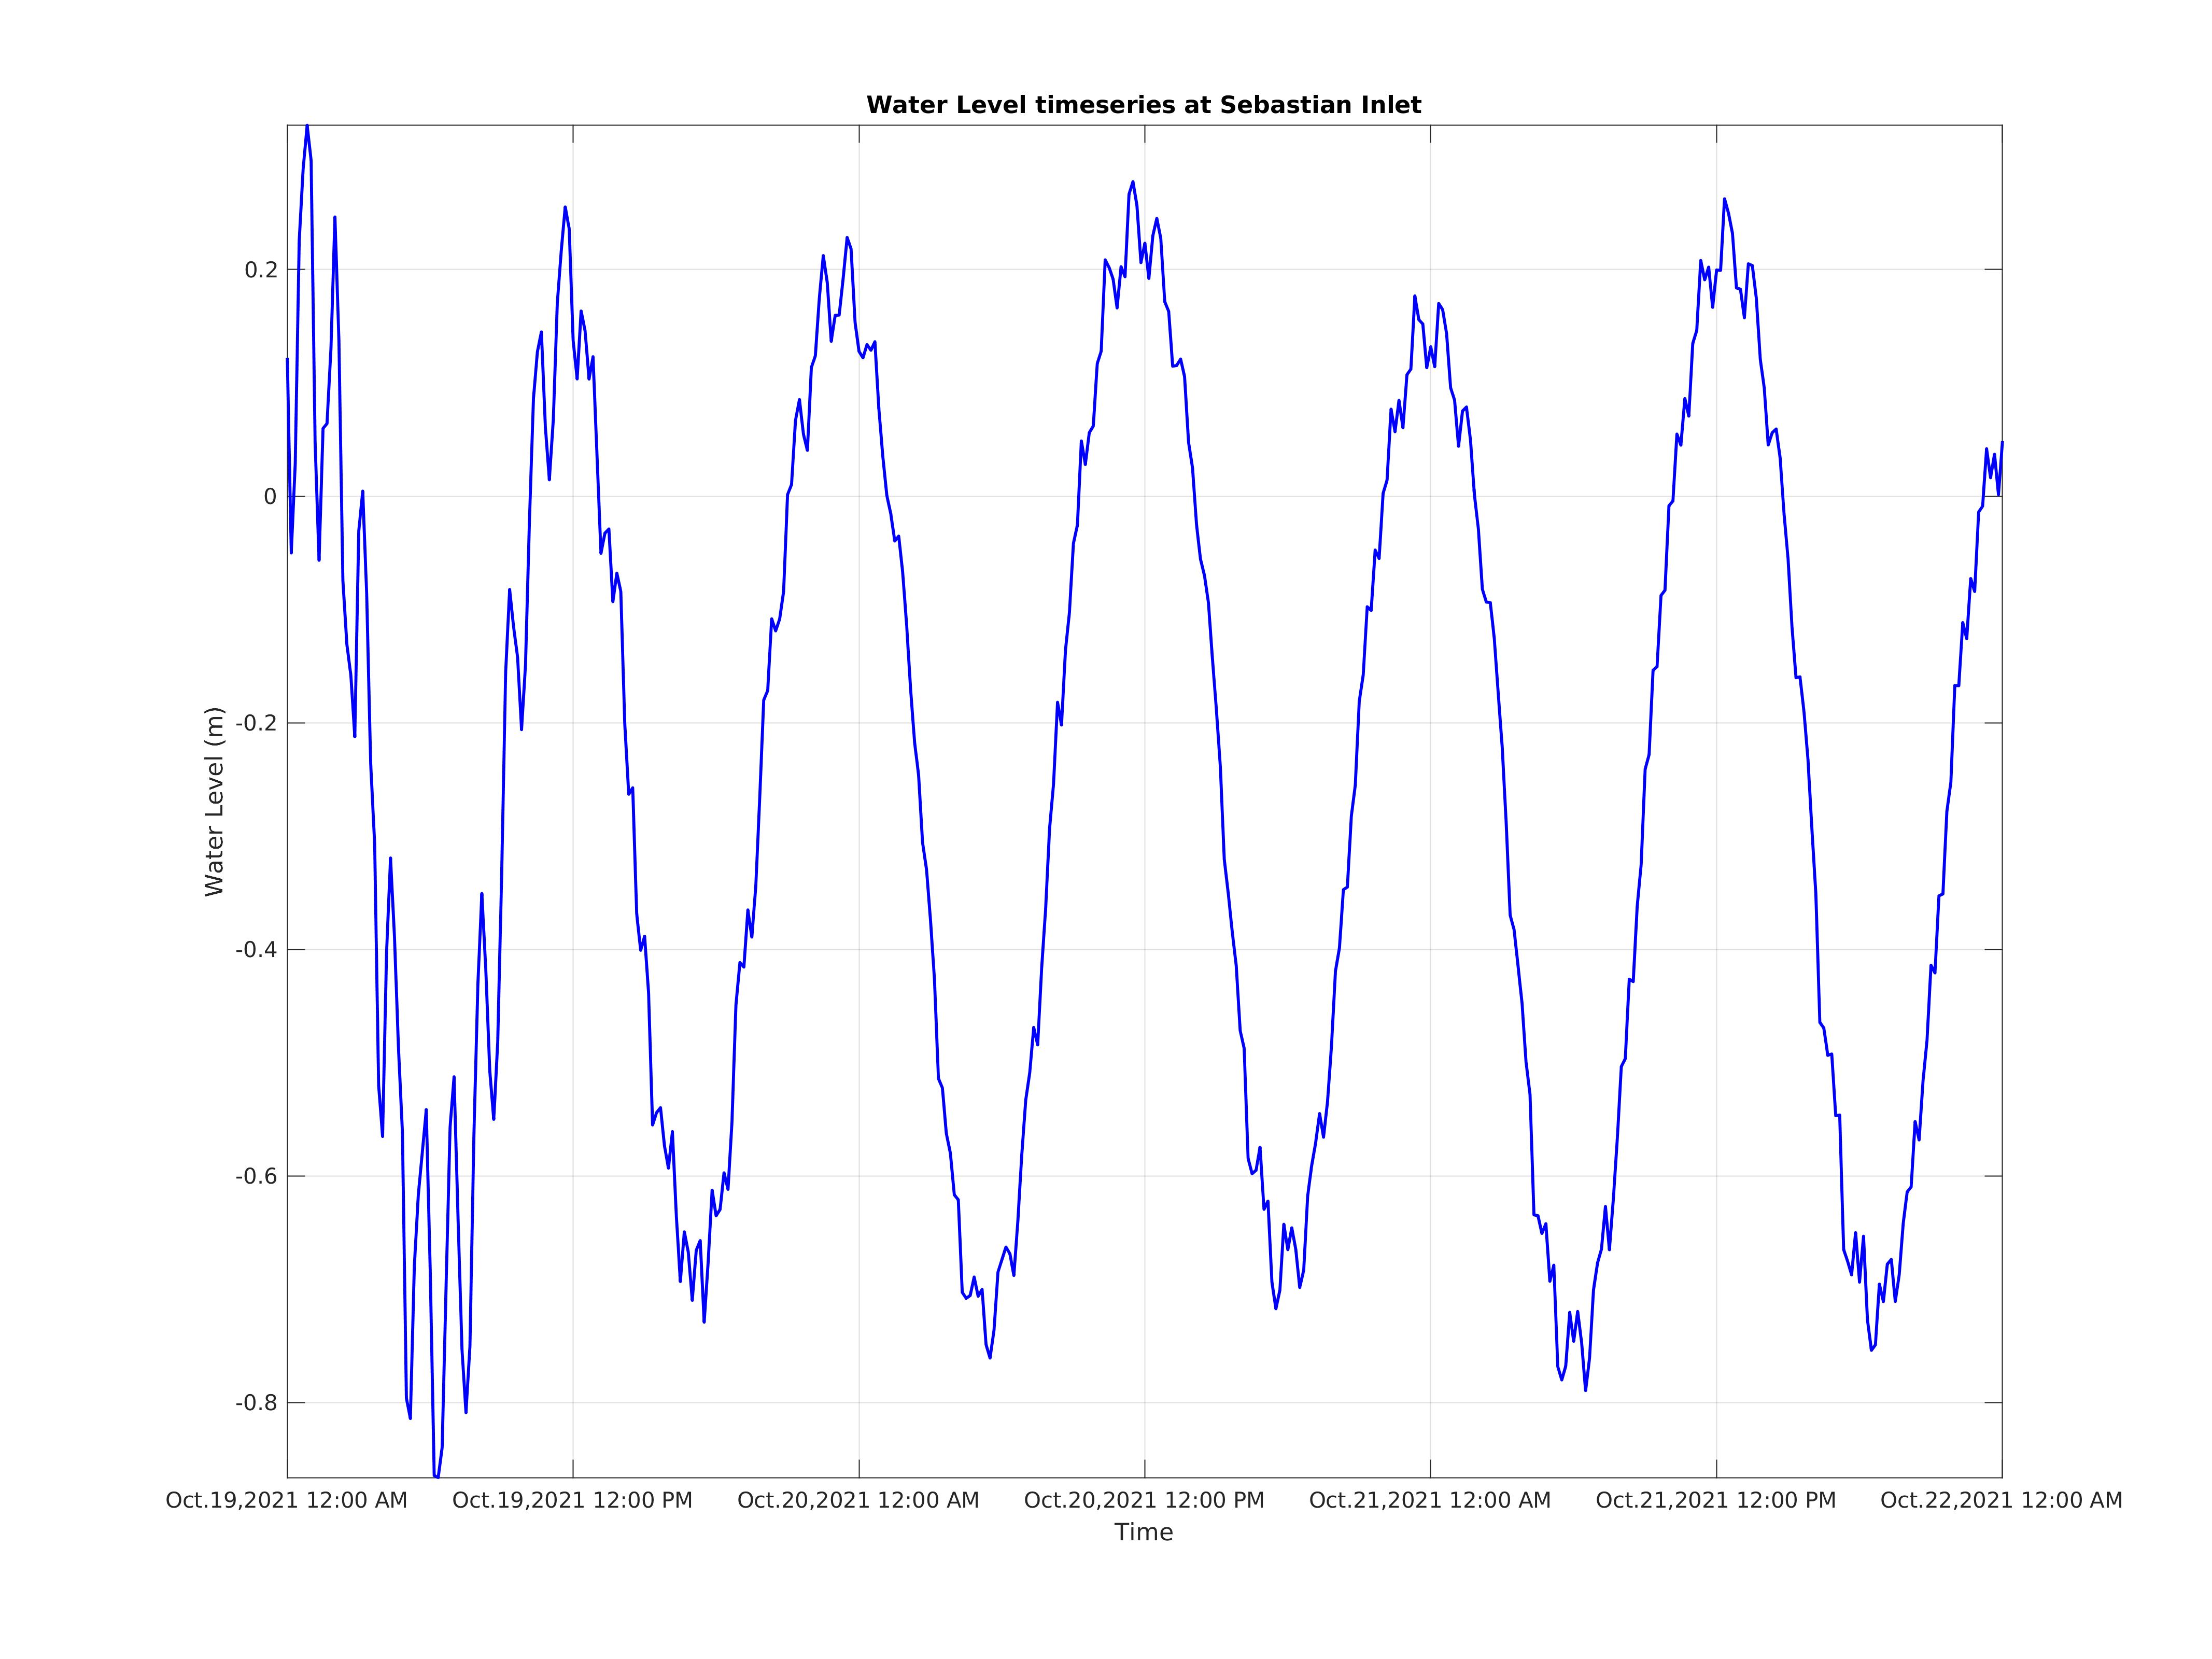 Water Level timeseries at Sebastian Inlet
0.2
0
-0.2
-0.4
-0.6
-0.8
Water Level (m)
Oct.19,2021 12:00 AM
Oct.19,2021 12:00 PM
Oct.20,2021 12:00 AM
Oct.20,2021 12:00 PM
Oct.21,2021 12:00 AM
Oct.21,2021 12:00 PM
Oct.22,2021 12:00 AM
Time